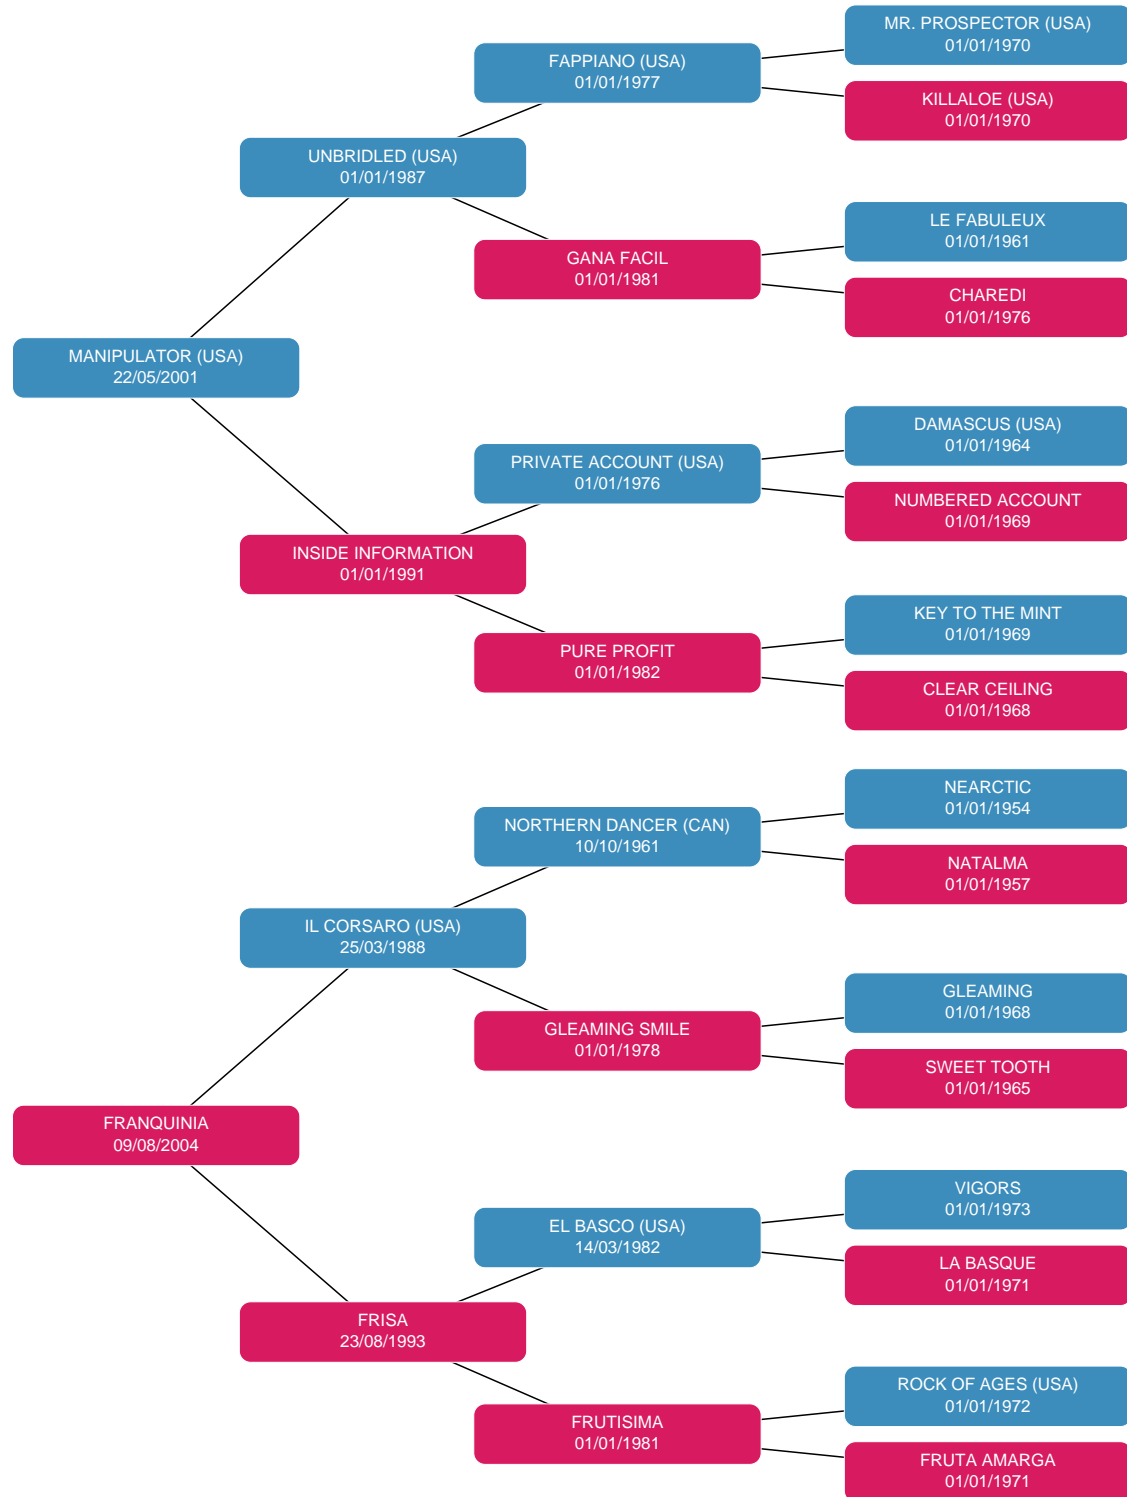 MR. PROSPECTOR (USA)
01/01/1970
FAPPIANO (USA)
01/01/1977
KILLALOE (USA)
01/01/1970
UNBRIDLED (USA)
01/01/1987
LE FABULEUX
01/01/1961
GANA FACIL
01/01/1981
CHAREDI
01/01/1976
MANIPULATOR (USA)
22/05/2001
DAMASCUS (USA)
01/01/1964
PRIVATE ACCOUNT (USA)
01/01/1976
NUMBERED ACCOUNT
01/01/1969
INSIDE INFORMATION
01/01/1991
KEY TO THE MINT
01/01/1969
PURE PROFIT
01/01/1982
CLEAR CEILING
01/01/1968
NEARCTIC
01/01/1954
NORTHERN DANCER (CAN)
10/10/1961
NATALMA
01/01/1957
IL CORSARO (USA)
25/03/1988
GLEAMING
01/01/1968
GLEAMING SMILE
01/01/1978
SWEET TOOTH
01/01/1965
FRANQUINIA
09/08/2004
VIGORS
01/01/1973
EL BASCO (USA)
14/03/1982
LA BASQUE
01/01/1971
FRISA
23/08/1993
ROCK OF AGES (USA)
01/01/1972
FRUTISIMA
01/01/1981
FRUTA AMARGA
01/01/1971